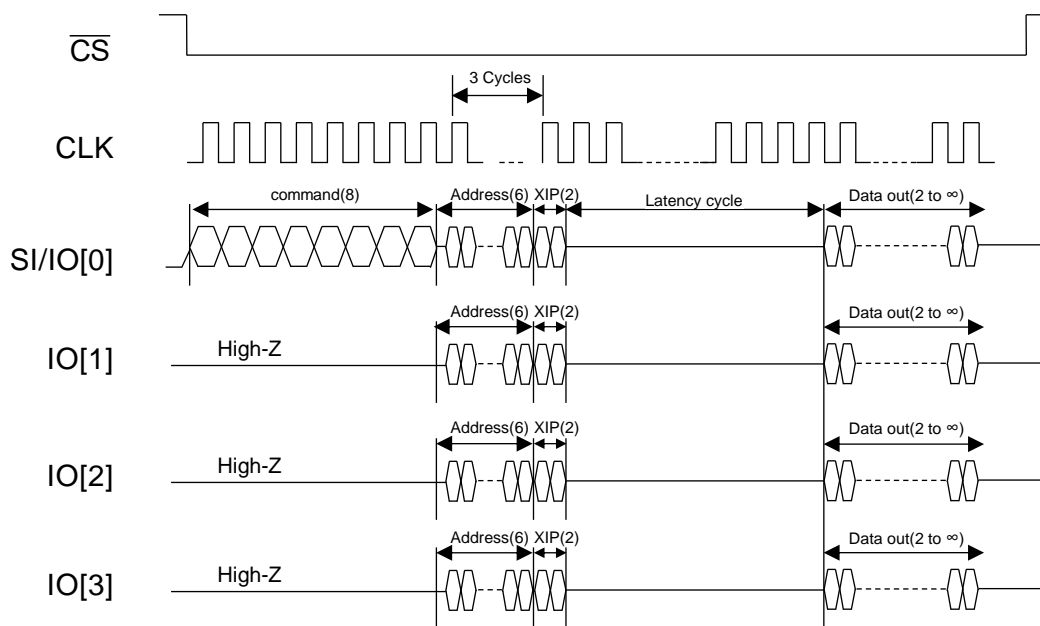 CS
3 Cycles
CLK
command(8) Address(6) XIP(2) Latency cycle Data out(2 to ∞)
SI/IO[0]
Address(6) XIP(2) Data out(2 to ∞)
IO[1] High-Z
Address(6) XIP(2) Data out(2 to ∞)
IO[2] High-Z
Address(6) XIP(2) Data out(2 to ∞)
IO[3] High-Z